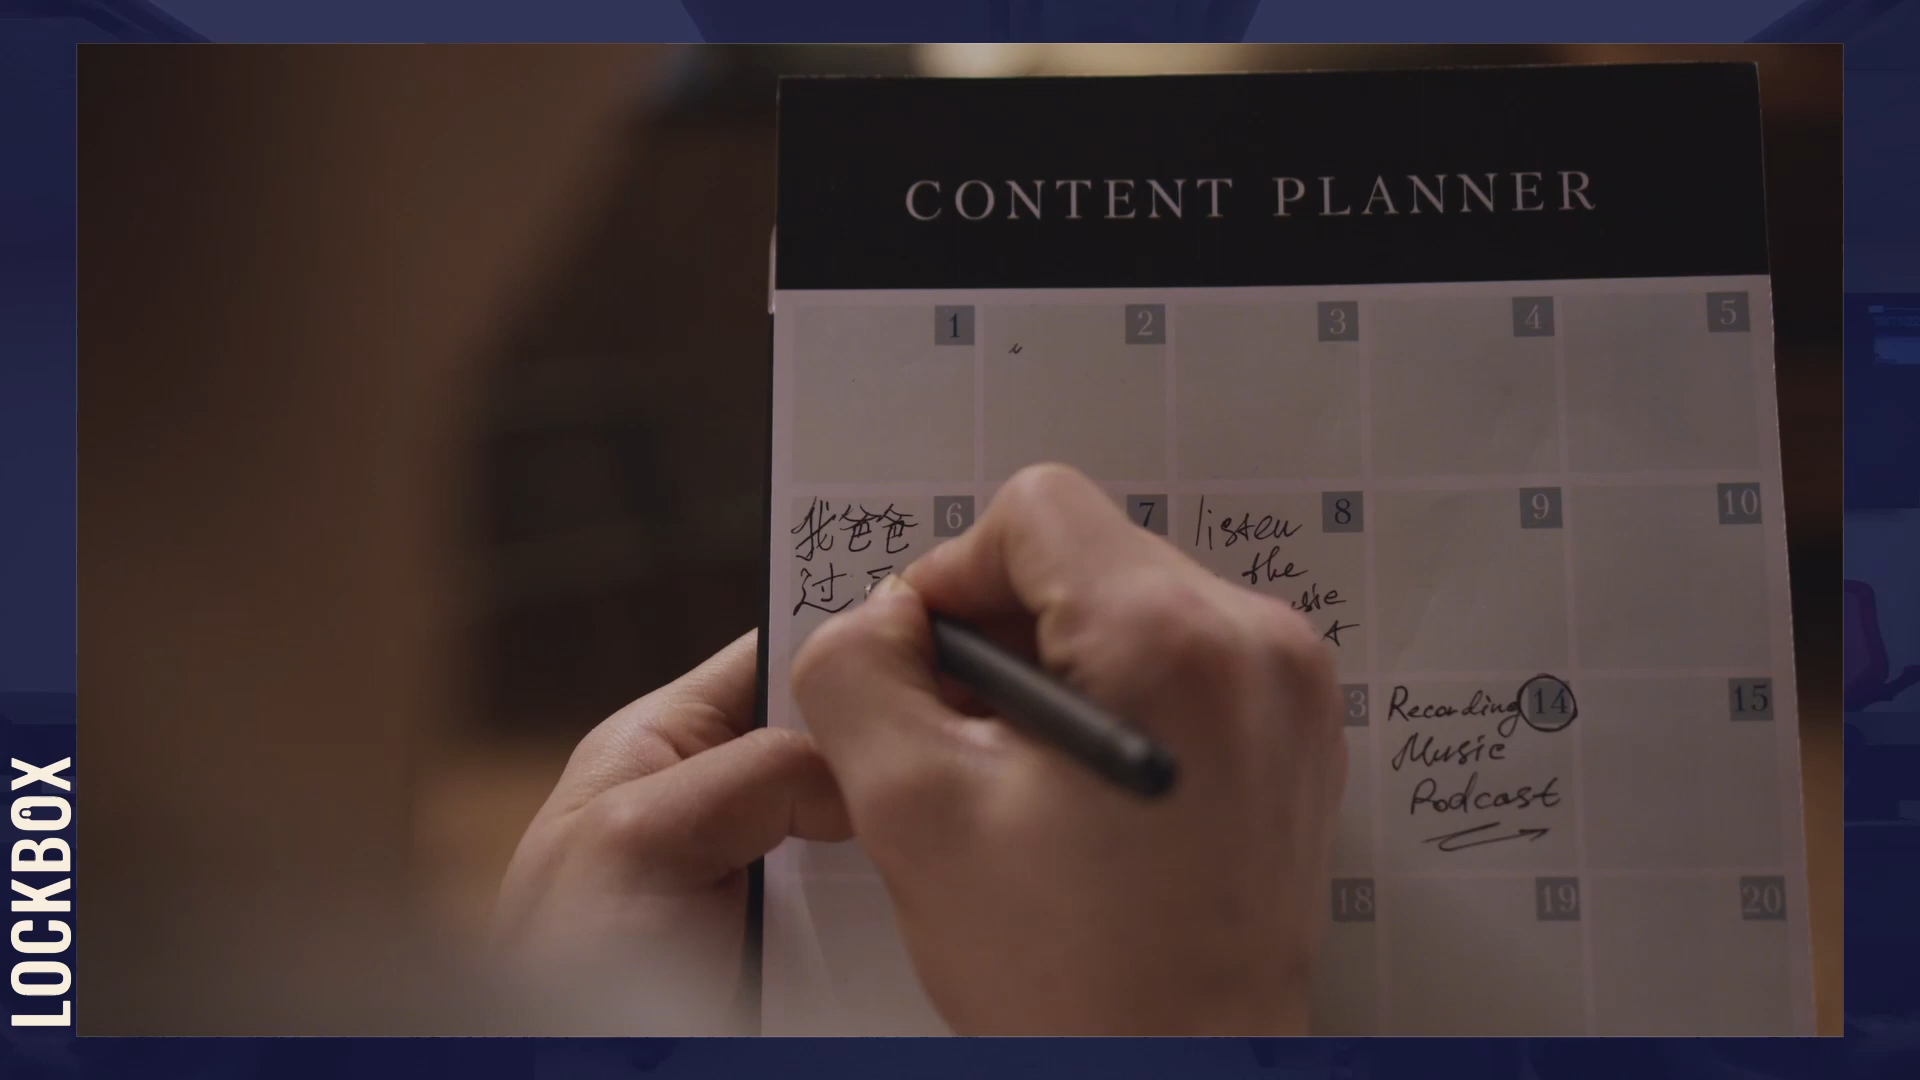 CONTENT PLANNER
1
2
3
4
5
我爸爸 6
过
7
listen 8
the
9
10
Recording 14
Music
Podcast
15
18
19
20
LOCKBOX